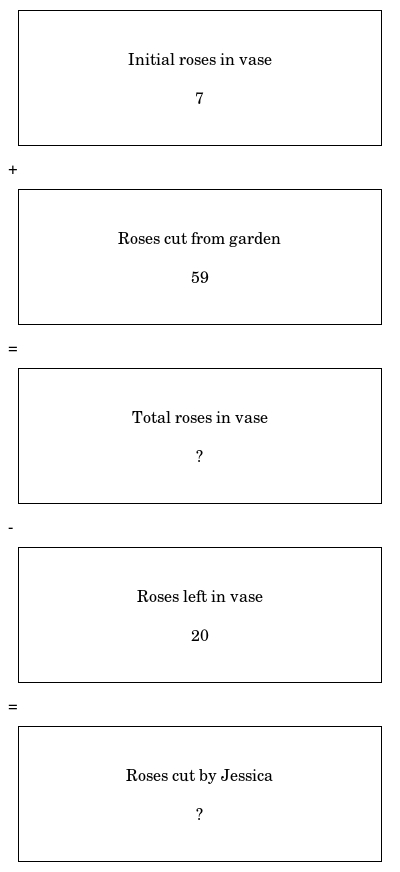 Initial roses in vase
7
+
Roses cut from garden
59
=
Total roses in vase
?
-
Roses left in vase
20
=
Roses cut by Jessica
?